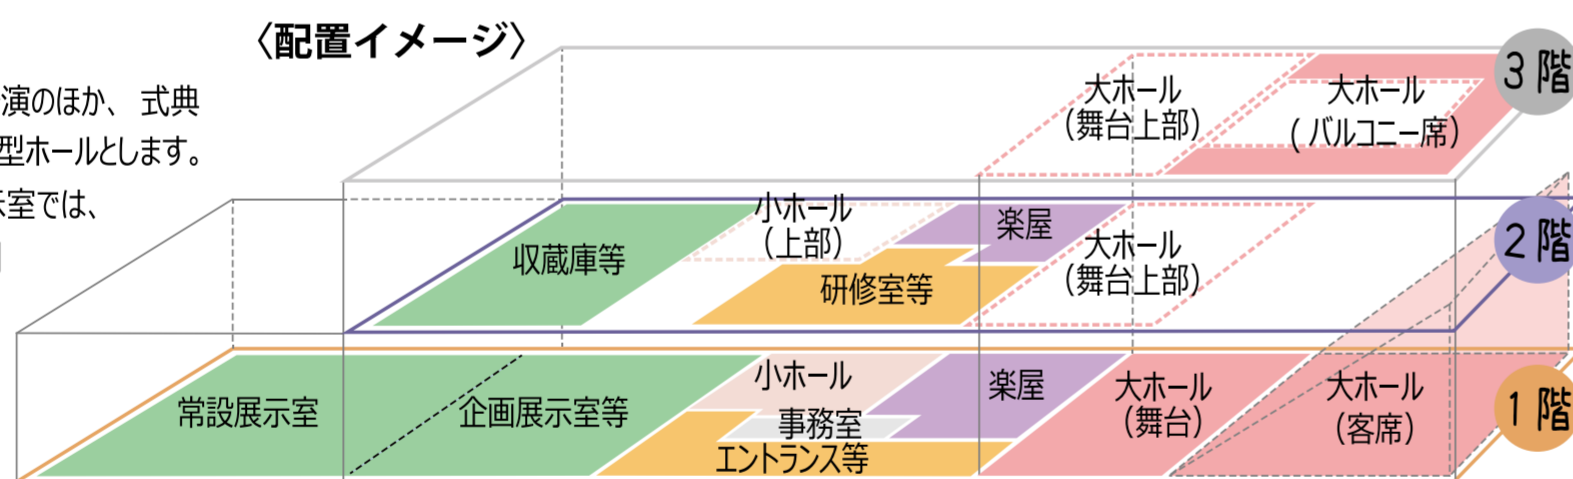 〈配置イメージ〉
演のほか、 式典
型ホールとします。
室では、
大ホール
(舞台上部)
大ホール
(バルコニー席)
3階
収蔵庫等
小ホール
(上部)
楽屋
研修室等
大ホール
(舞台上部)
2階
常設展示室
企画展示室等
小ホール
事務室
エントランス等
楽屋
大ホール
(舞台)
大ホール
(客席)
1階